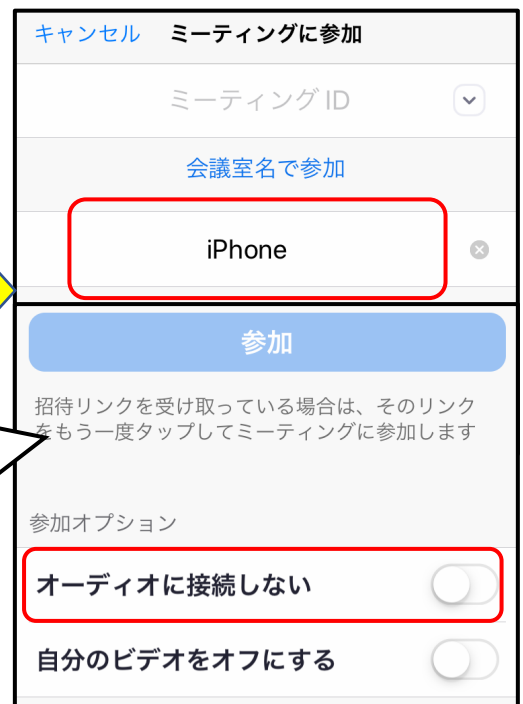 キャンセル ミーティングに参加
ミーティング ID
会議室名で参加
iPhone
参加
招待リンクを受け取っている場合は、そのリンク
をもう一度タップしてミーティングに参加します
参加オプション
オーディオに接続しない
自分のビデオをオフにする